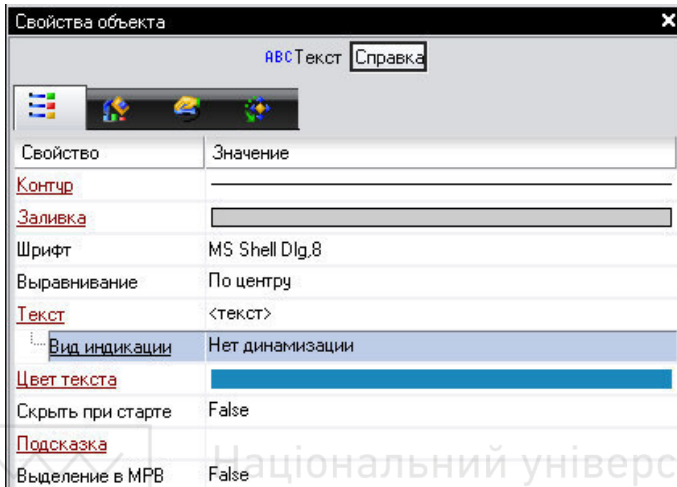 Свойства объекта
ABCТекст Справка
Свойство Значение
Контур
Заливка
Шрифт MS Shell Dlg,8
Выравнивание По центру
Текст <текст>
Вид индикации Нет динамизации
Цвет текста
Скрыть при старте False
Подсказка
Національний універс
Выделение в МРВ False